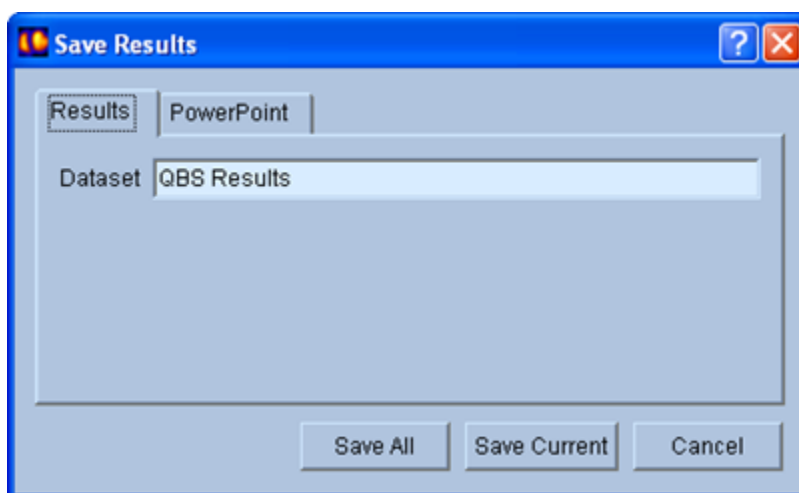 Save Results
Results PowerPoint
Dataset QBS Results
Save All Save Current Cancel